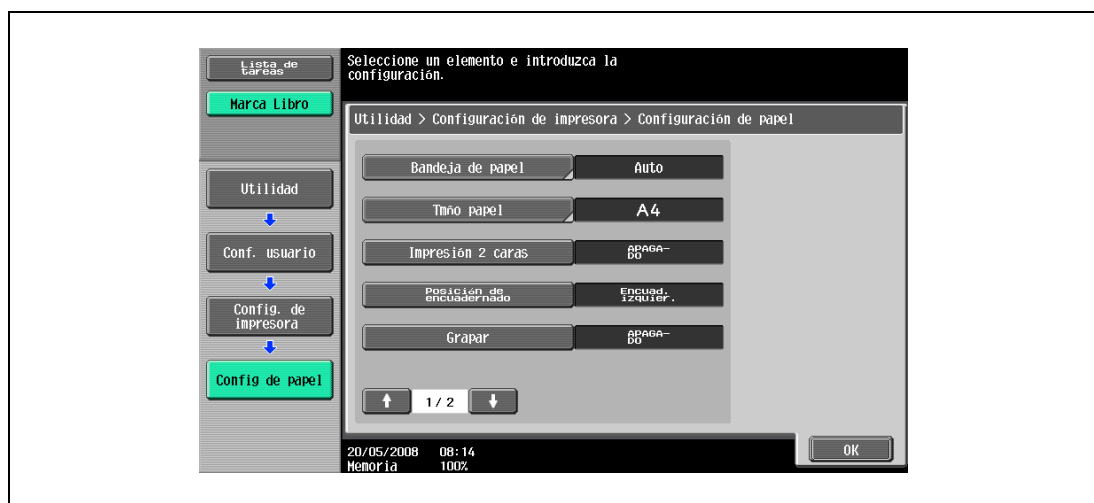 Lista de
tareas
Marca Libro
Utilidad
Conf. usuario
Config. de
impresora
Config de papel
Seleccione un elemento e introduzca la
configuración.
Utilidad > Configuración de impresora > Configuración de papel
Bandeja de papel
Auto
Tmño papel
A4
Impresión 2 caras
APAGA-
DO
Posición de
encuadernado
Encuad.
izquier.
Grapar
APAGA-
DO
1/2
20/05/2008 08:14
Memoria 100%
OK